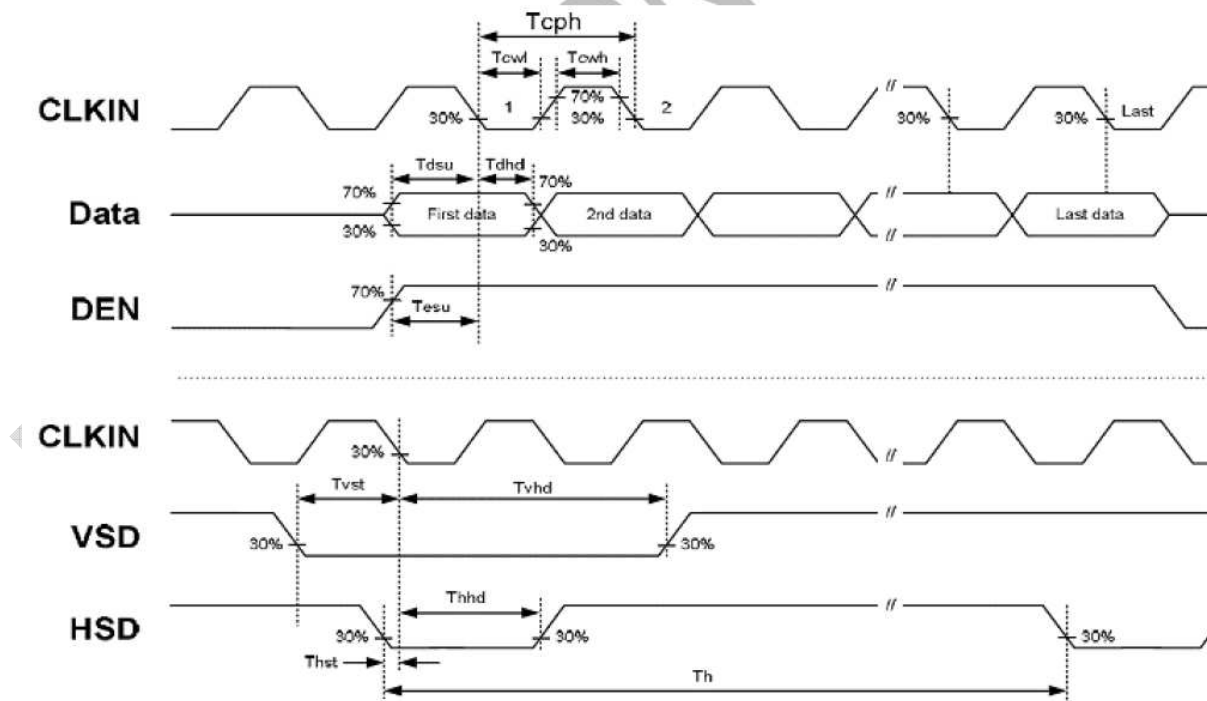 Tcph
Tcwl Tcwh
CLKIN 30% 1 70% 30% 2 // 30% 30% Last
Tdsu Tdhd
70% 70%
Data First data 2nd data // Last data
30% 30%
DEN 70% Tesu //
CLKIN 30% //
Tvst Tvhd
VSD 30% 30% //
Thhd
HSD 30% 30% // 30%
Thst
Th